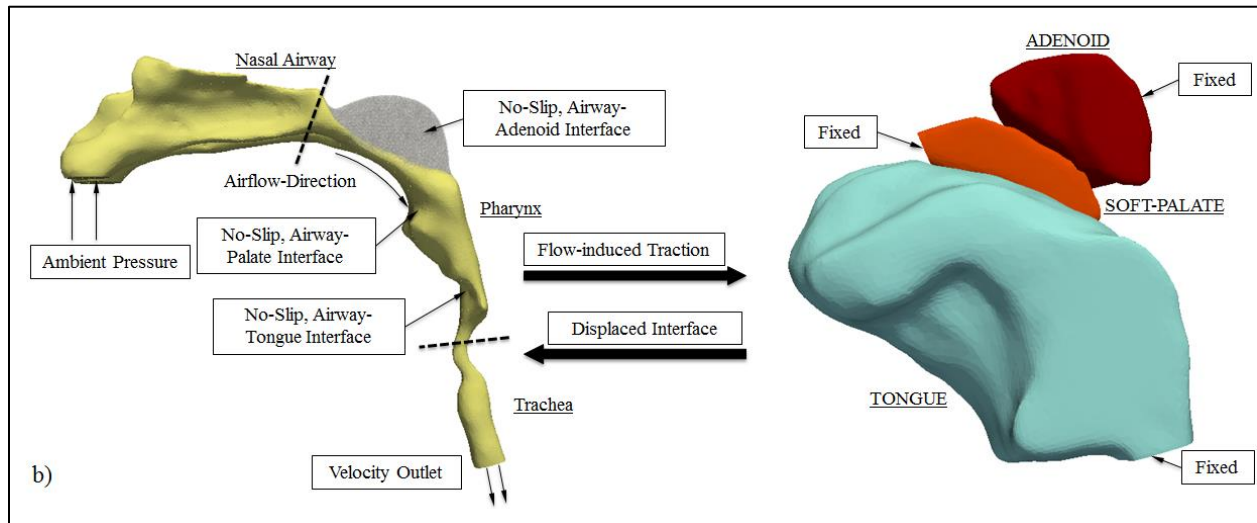 Nasal Airway
No-Slip, Airway-
Adenoid Interface
Airflow-Direction
Pharynx
No-Slip, Airway-
Palate Interface
Ambient Pressure
No-Slip, Airway-
Tongue Interface
Trachea
Velocity Outlet
b)
Flow-induced Traction
Displaced Interface
ADENOID
Fixed
Fixed
SOFT-PALATE
TONGUE
Fixed